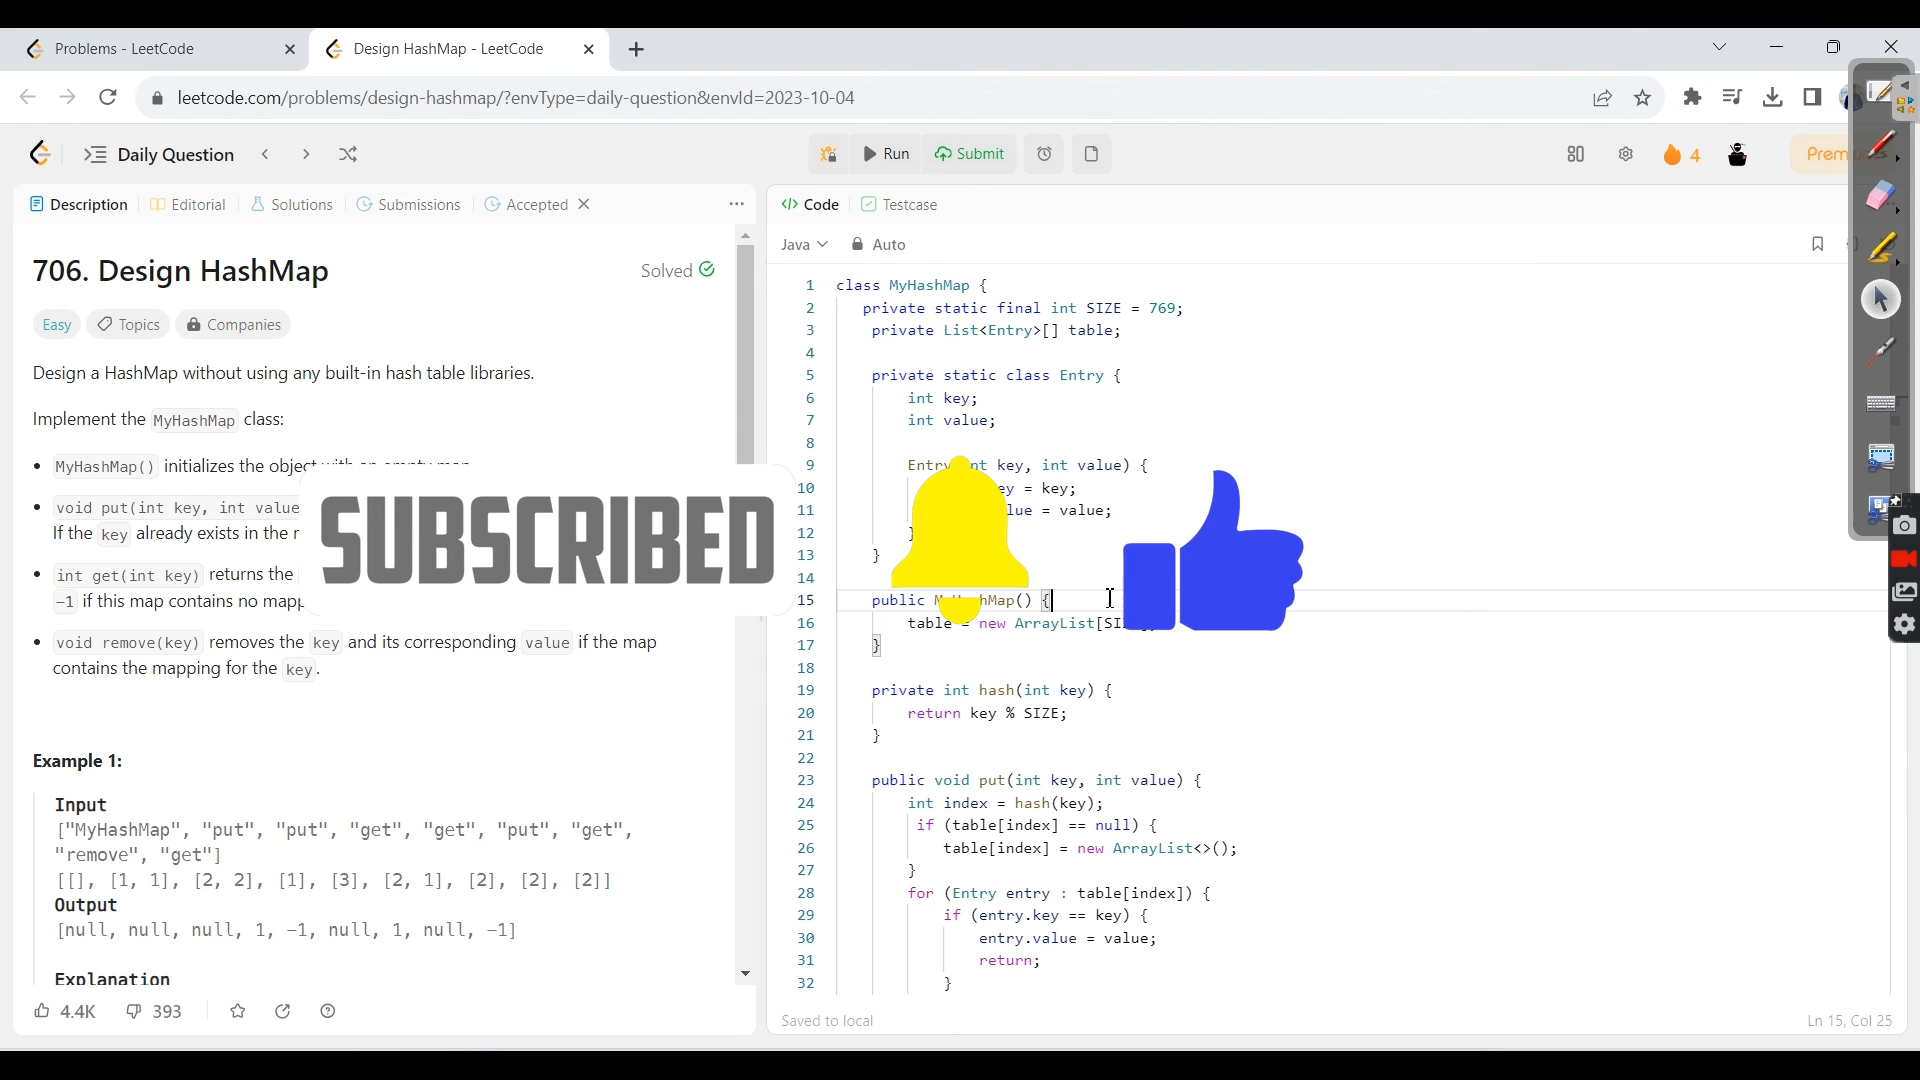 Problems - LeetCode
Design HashMap - LeetCode
leetcode.com/problems/design-hashmap/?envType=daily-question&envId=2023-10-04
Daily Question
Run
Submit
4
Description
Editorial
Solutions
Submissions
Accepted
Code
Testcase
Java
Auto
706. Design HashMap
Solved
Easy
Topics
Companies
Design a HashMap without using any built-in hash table libraries.
Implement the MyHashMap class:
MyHashMap() initializes the object
void put(int key, int value
If the key already exists in the
int get(int key) returns the
-1 if this map contains no
void remove(key) removes the key and its corresponding value if the map
contains the mapping for the key.
Example 1:
Input
["MyHashMap", "put", "put", "get", "get", "put", "get",
"remove", "get"]
[[], [1, 1], [2, 2], [1], [3], [2, 1], [2], [2], [2]]
Output
[null, null, null, 1, -1, null, 1, null, -1]
Explanation
4.4K
393
SUBSCRIBED
1 class MyHashMap {
2 private static final int SIZE = 769;
3 private List<Entry>[] table;
4
5 private static class Entry {
6 int key;
7 int value;
8
9 Entry key, int value) {
10 = key;
11 = value;
12 }
13 }
14
15 public Map() {
16 table = new ArrayList
17 }
18
19 private int hash(int key) {
20 return key % SIZE;
21 }
22
23 public void put(int key, int value) {
24 int index = hash(key);
25 if (table[index] == null) {
26 table[index] = new ArrayList<>();
27 }
28 for (Entry entry : table[index]) {
29 if (entry.key == key) {
30 entry.value = value;
31 return;
32 }
Saved to local
Ln 15, Col 25